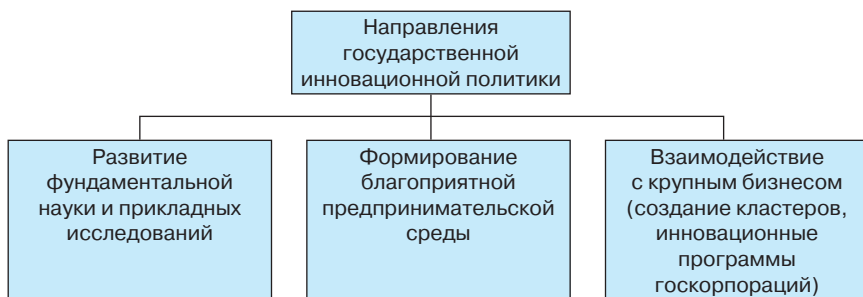 Направления
государственной
инновационной политики
Развитие
фундаментальной
науки и прикладных
исследований
Формирование
благоприятной
предпринимательской
среды
Взаимодействие
с крупным бизнесом
(создание кластеров,
инновационные
программы
госкорпораций)